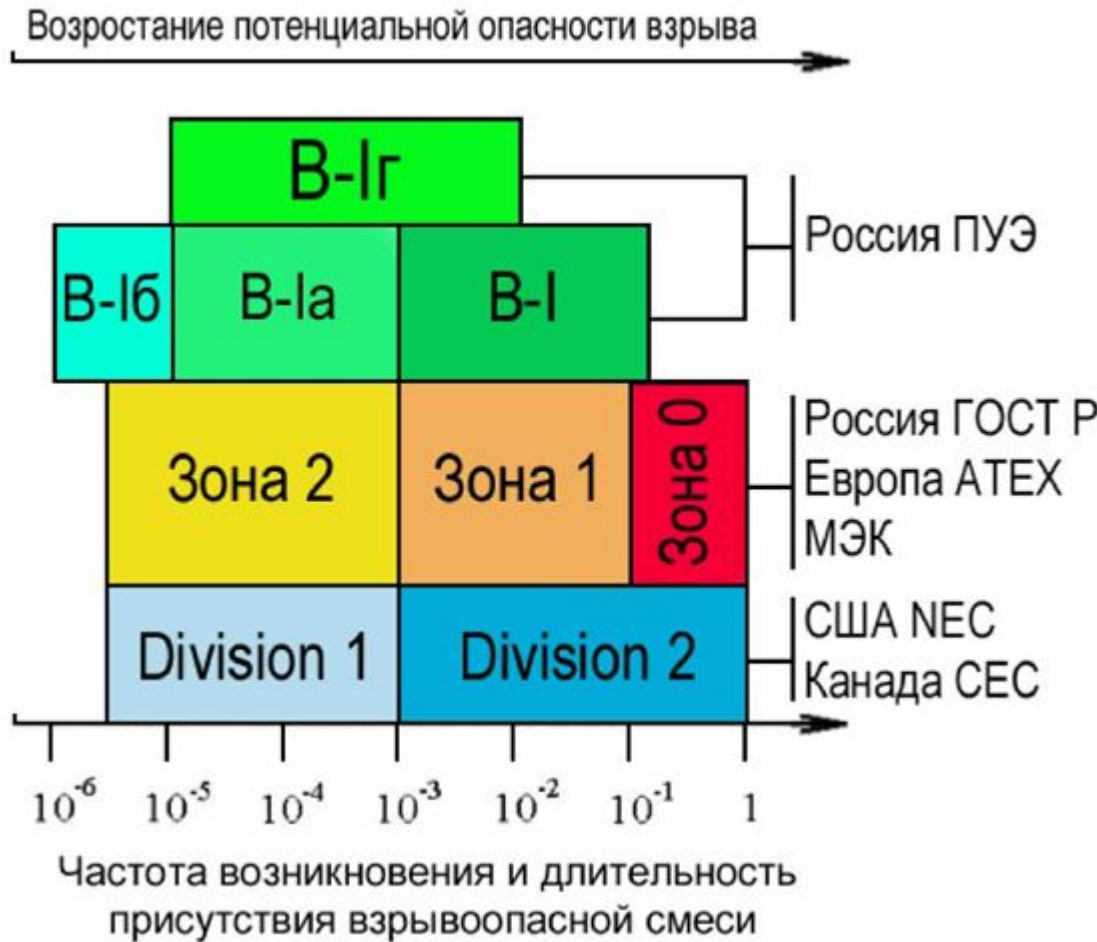 Возростание потенциальной опасности взрыва
В-Iг
Россия ПУЭ
В-Iб
В-Iа
В-I
Зона 2
Зона 1
Зона 0
Россия ГОСТ Р
Европа АТЕХ
МЭК
Division 1
Division 2
США NEC
Канада CEC
10⁻⁶ 10⁻⁵ 10⁻⁴ 10⁻³ 10⁻² 10⁻¹ 1
Частота возникновения и длительность
присутствия взрывоопасной смеси